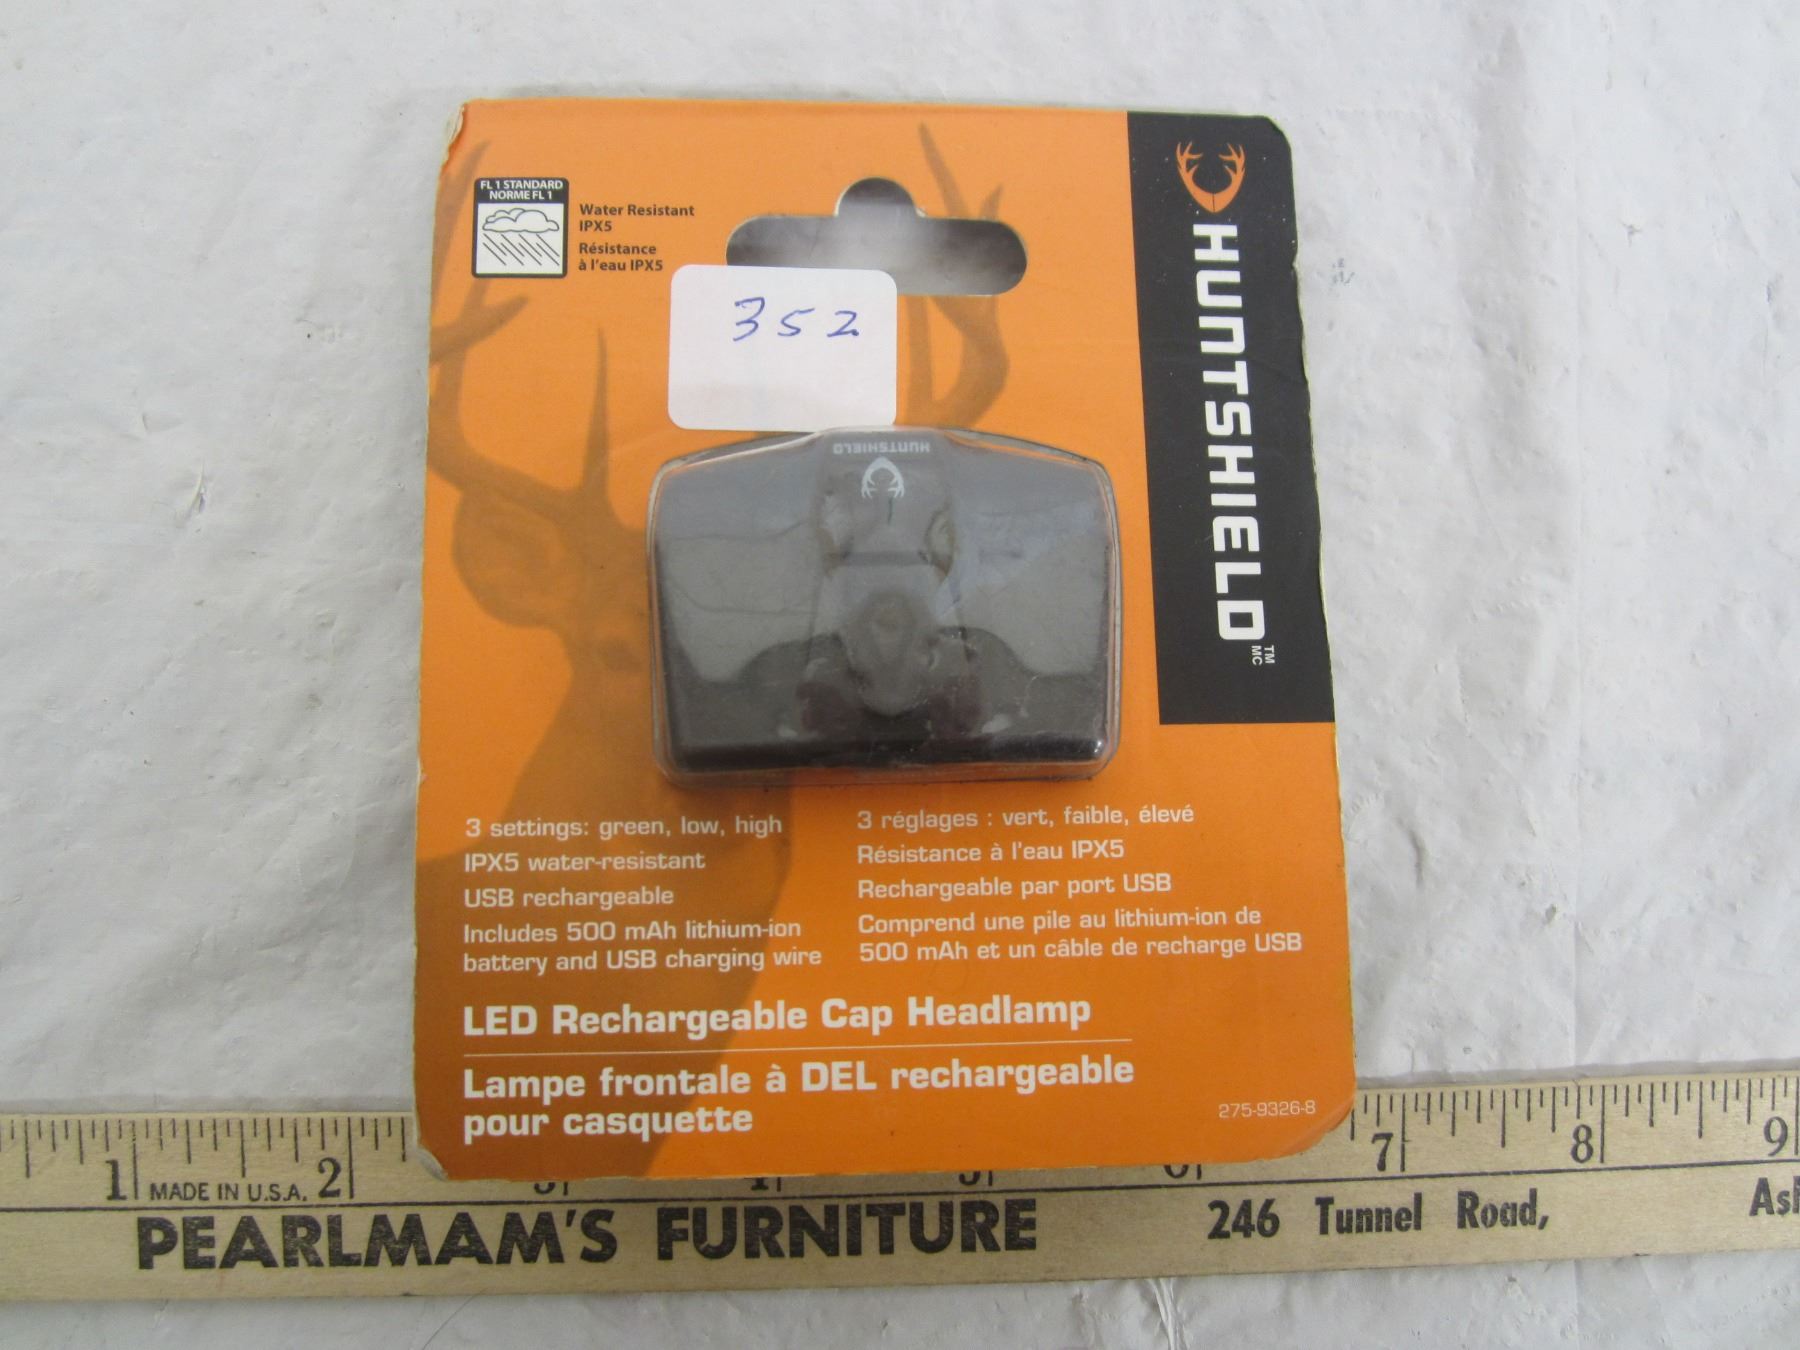 FL 1 STANDARD
NORME FL 1
Water Resistant
IPX5
Résistance
à l'eau IPX5
352
HUNTSHIELD
TM
MC
HUNTSHIELD
3 settings: green, low, high
IPX5 water-resistant
USB rechargeable
Includes 500 mAh lithium-ion
battery and USB charging wire
3 réglages : vert, faible, élevé
Résistance à l'eau IPX5
Rechargeable par port USB
Comprend une pile au lithium-ion de
500 mAh et un câble de recharge USB
LED Rechargeable Cap Headlamp
Lampe frontale à DEL rechargeable
pour casquette
275-9326-8
1 2 3 4 5 6 7 8 9
MADE IN U.S.A.
PEARLMAM'S FURNITURE 246 Tunnel Road,